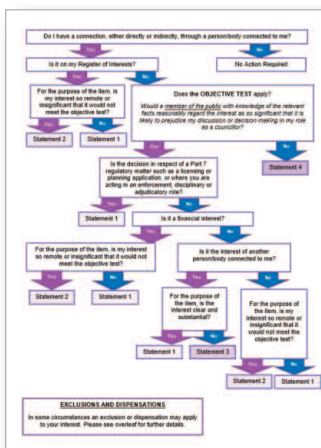 Do I have a connection, either directly or indirectly, through a person/body connected to me?
Yes
No
Is it on my Register of Interests?
No Action Required
Yes
No
For the purpose of the item, is
my interest so remote or
insignificant that it would not
meet the objective test?
Does the OBJECTIVE TEST apply?
Would a member of the public with knowledge of the relevant
facts reasonably regard the interest as so significant that it is
likely to prejudice my discussion or decision making in my role
as a councillor?
Yes
No
Statement 2
Statement 1
Yes
No
Statement 4
Is the decision in respect of a Part 7
regulatory matter such as a licensing or
planning application, or where you are
acting in an enforcement, disciplinary or
adjudicatory role?
Yes
No
Statement 1
Is it a financial interest?
Yes
No
For the purpose of the item, is my interest
so remote or insignificant that it would not
meet the objective test?
Is it the interest of another
person/body connected to me?
Yes
No
Statement 2
Statement 1
Yes
No
For the purpose
of the item, is
the interest clear and
substantial?
For the purpose of
the item, is my
interest so remote or
insignificant that it
would not meet the
objective test?
Yes
No
Statement 1
Statement 3
Yes
No
Statement 2
Statement 1
EXCLUSIONS AND DISPENSATIONS
In some circumstances an exclusion or dispensation may apply
to your interest. Please see overleaf for further details.